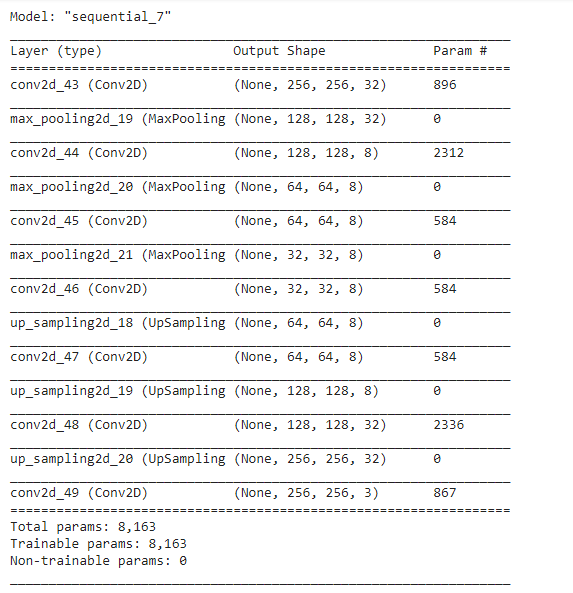 Model: "sequential_7"
_________________________________________________________________
Layer (type)                 Output Shape              Param #
=================================================================
conv2d_43 (Conv2D)           (None, 256, 256, 32)      896
_________________________________________________________________
max_pooling2d_19 (MaxPooling (None, 128, 128, 32)      0
_________________________________________________________________
conv2d_44 (Conv2D)           (None, 128, 128, 8)       2312
_________________________________________________________________
max_pooling2d_20 (MaxPooling (None, 64, 64, 8)         0
_________________________________________________________________
conv2d_45 (Conv2D)           (None, 64, 64, 8)         584
_________________________________________________________________
max_pooling2d_21 (MaxPooling (None, 32, 32, 8)         0
_________________________________________________________________
conv2d_46 (Conv2D)           (None, 32, 32, 8)         584
_________________________________________________________________
up_sampling2d_18 (UpSampling (None, 64, 64, 8)         0
_________________________________________________________________
conv2d_47 (Conv2D)           (None, 64, 64, 8)         584
_________________________________________________________________
up_sampling2d_19 (UpSampling (None, 128, 128, 8)       0
_________________________________________________________________
conv2d_48 (Conv2D)           (None, 128, 128, 32)      2336
_________________________________________________________________
up_sampling2d_20 (UpSampling (None, 256, 256, 32)      0
_________________________________________________________________
conv2d_49 (Conv2D)           (None, 256, 256, 3)       867
=================================================================
Total params: 8,163
Trainable params: 8,163
Non-trainable params: 0
_________________________________________________________________